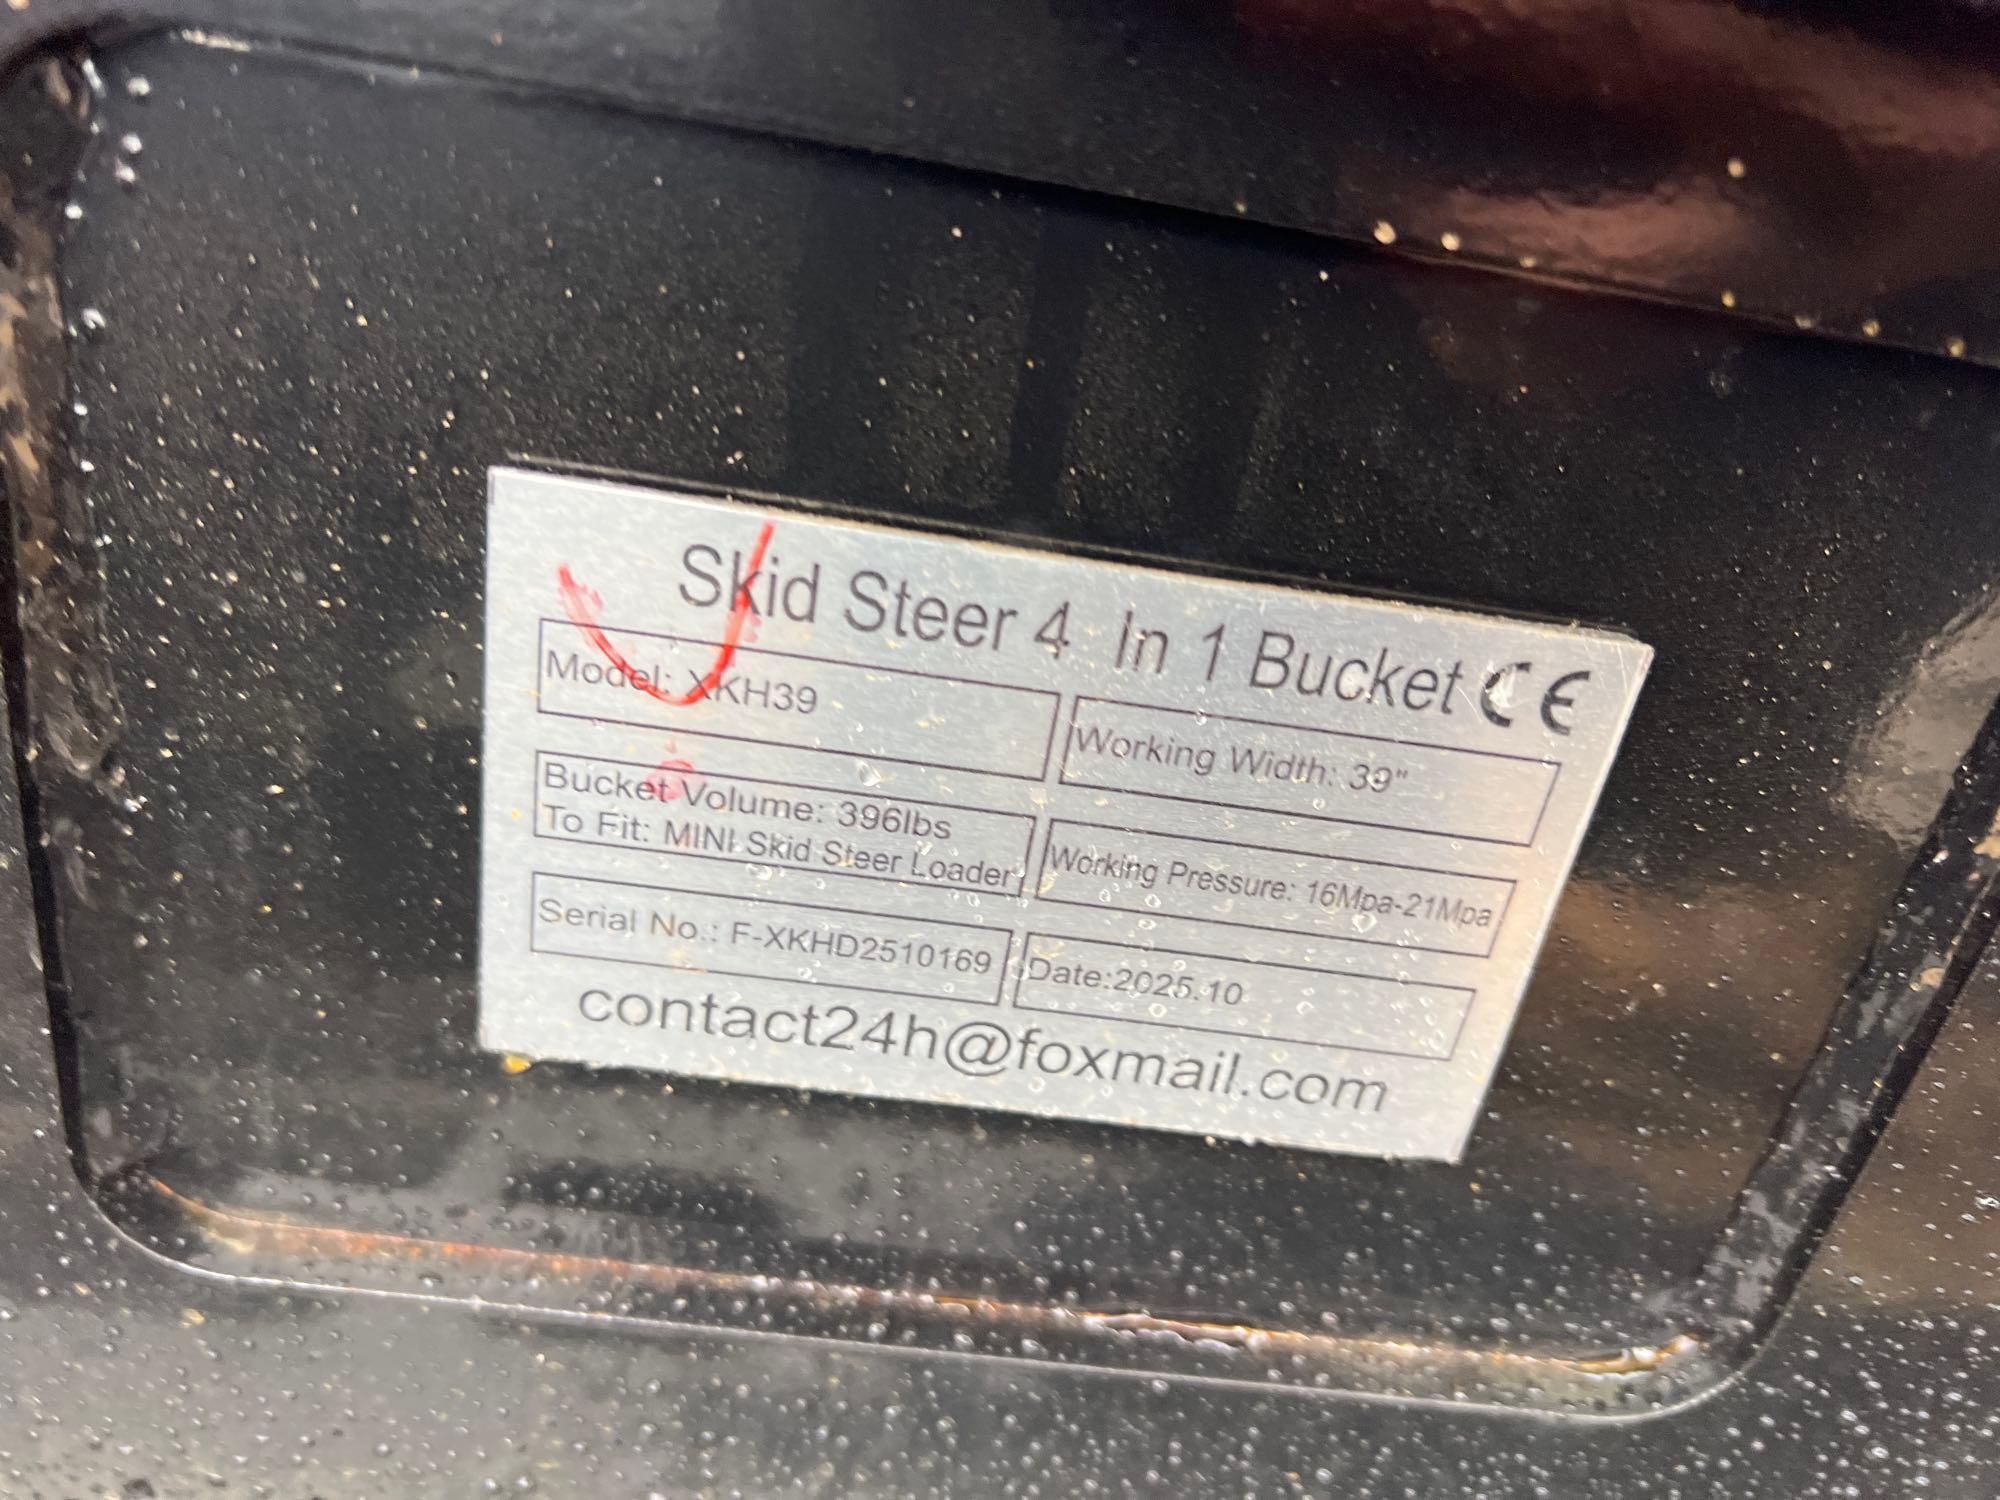 Skid Steer 4 In 1 Bucket CE
Model: XKH39
Working Width: 39"
Bucket Volume: 396lbs
To Fit: MINI Skid Steer Loader
Working Pressure: 16Mpa-21Mpa
Serial No.: F-XKHD2510169
Date:2025.10
contact24h@foxmail.com